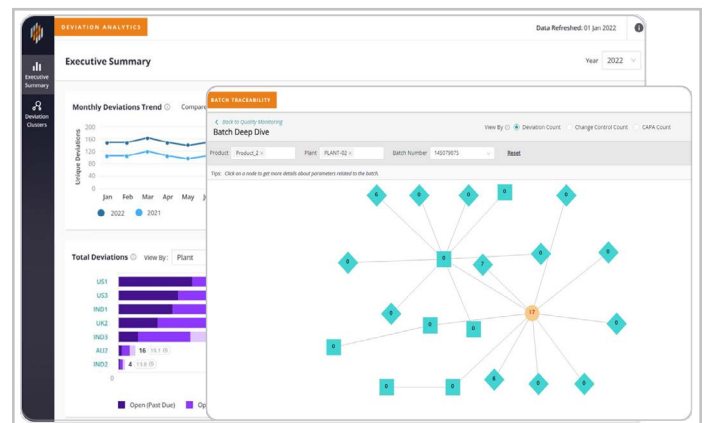 DEVIATION ANALYTICS
Data Refreshed: 01 Jan 2022
Executive Summary
Year 2022
Executive
Summary
Deviation
Clusters
Monthly Deviations Trend Compare
Unique Deviations
200
160
120
80
40
0
Jan Feb Mar Apr May
2022 2021
Total Deviations View By: Plant
US1
US3
IND1
UK2
IND3
AU2 16
IND2 4
0
Open (Past Due) Op
BATCH TRACEABILITY
Back to Quality Monitoring
Batch Deep Dive
View By Deviation Count Change Control Count CAPA Count
Product Product_2 × Plant PLANT-02 × Batch Number 145079875 Reset
Tips: Click on a node to get more details about parameters related to the batch.
6 0 0 0 0
0 0 7 0 0
0 0 0 17 0
0
0 0 6 0 0